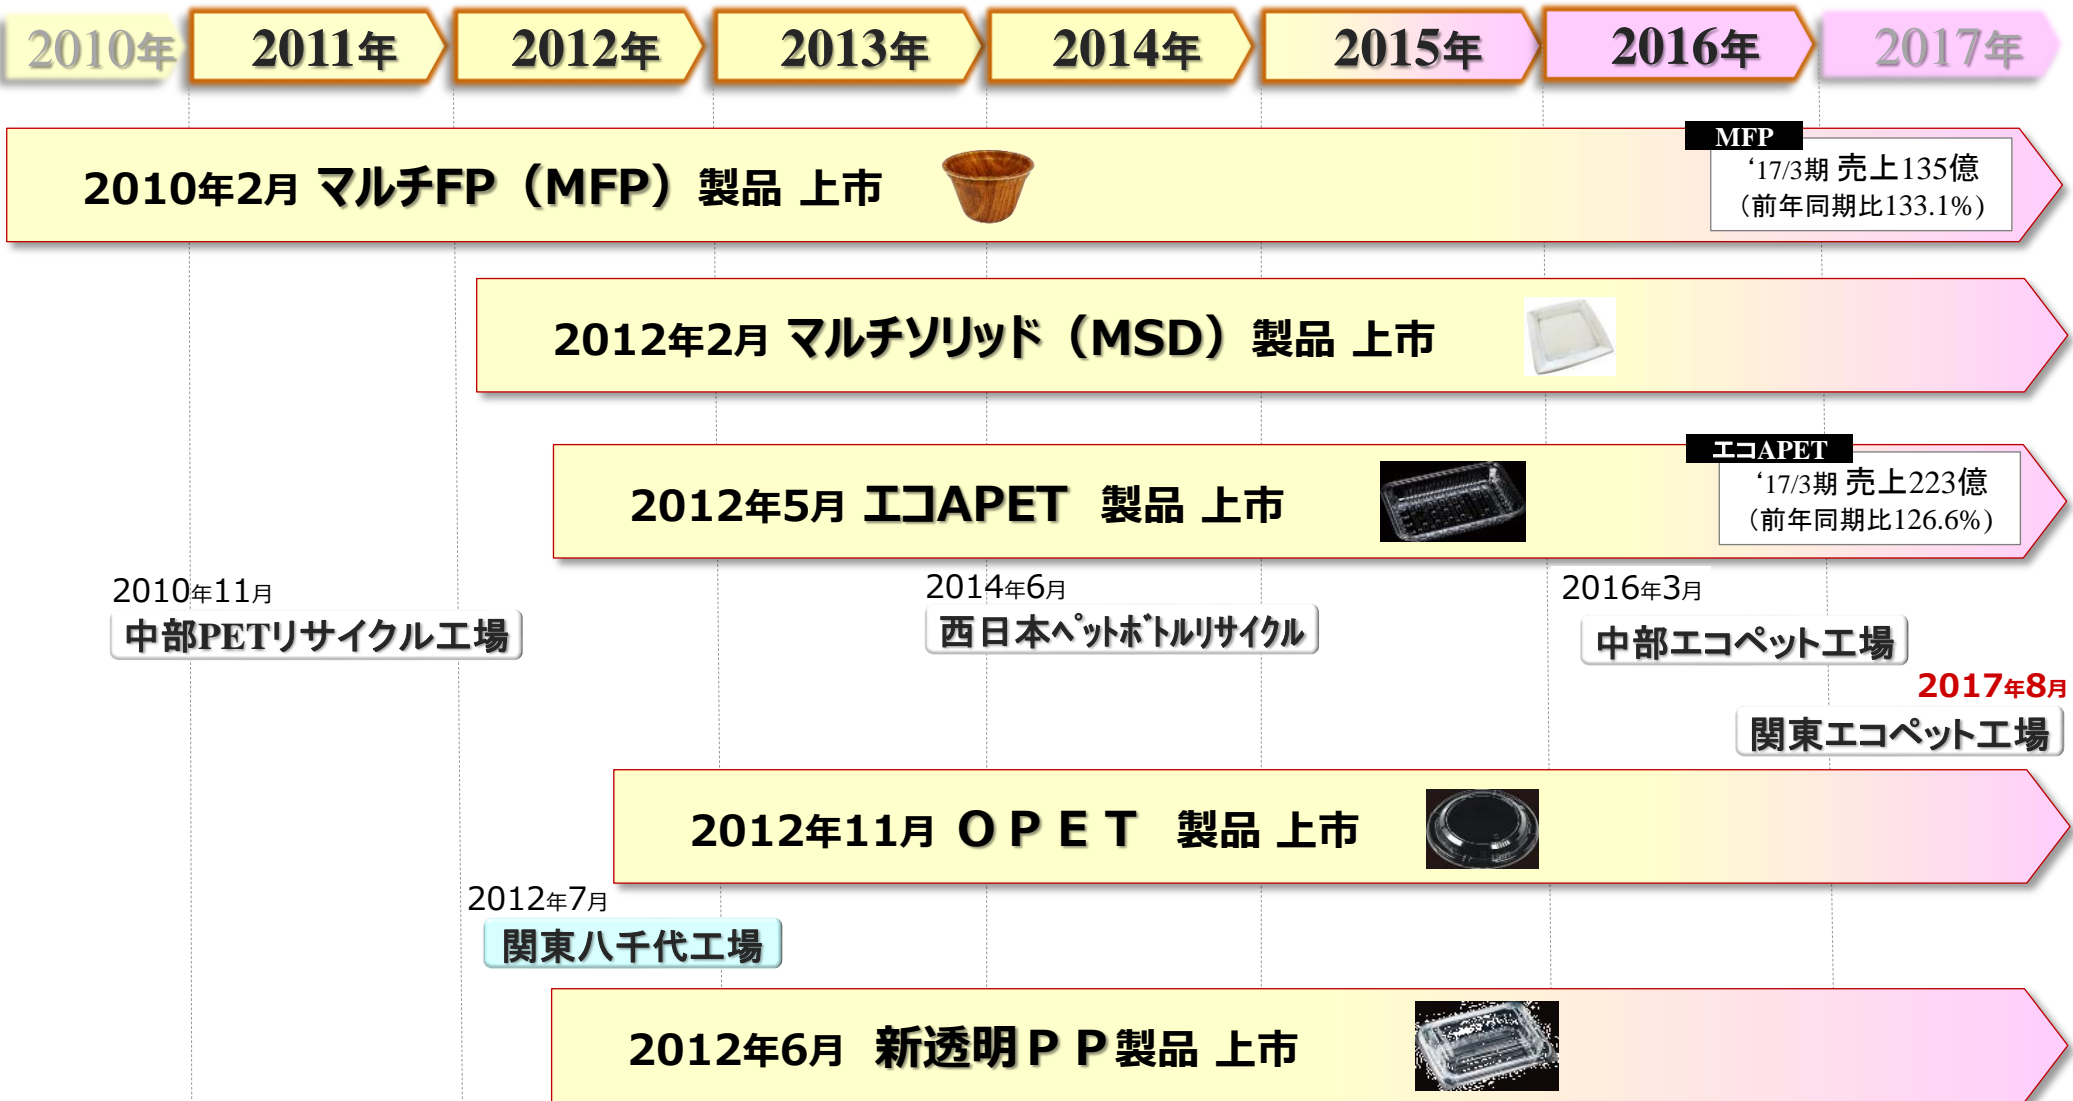 2010年 2011年 2012年 2013年 2014年 2015年 2016年 2017年
2010年2月 マルチFP（MFP）製品 上市
MFP
‘17/3期 売上135億
（前年同期比133.1%）
2012年2月 マルチソリッド（MSD）製品 上市
2012年5月 エコAPET 製品 上市
エコAPET
‘17/3期 売上223億
（前年同期比126.6%）
2010年11月
中部PETリサイクル工場
2014年6月
西日本ﾍﾟｯﾄﾎﾞﾄﾙﾘｻｲｸﾙ
2016年3月
中部エコペット工場
2017年8月
関東エコペット工場
2012年11月 ＯＰＥＴ 製品 上市
2012年7月
関東八千代工場
2012年6月 新透明ＰＰ製品 上市